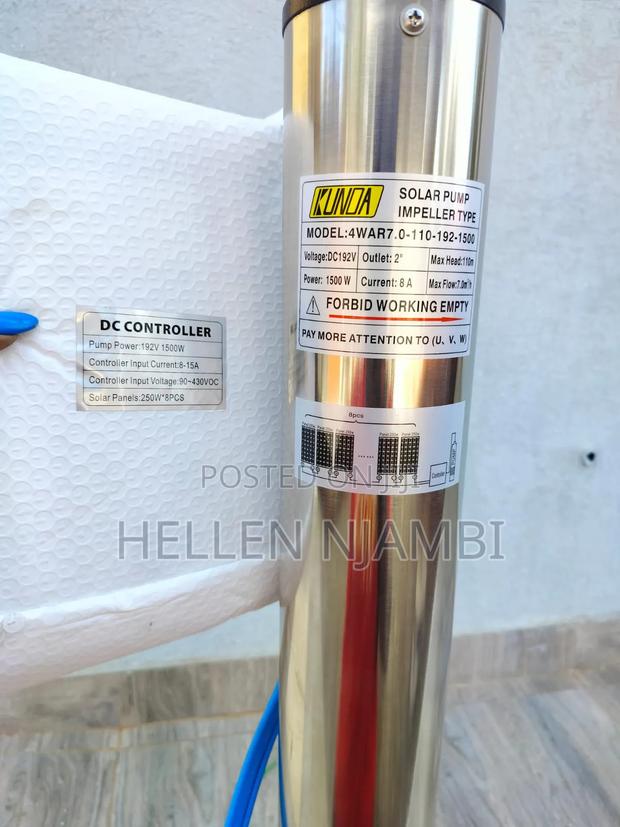 KUNDA
SOLAR PUMP
IMPELLER TYPE
MODEL:4WAR7.0-110-192-1500
Voltage:DC192V Outlet: 2" Max Head:110m
Power: 1500 W Current: 8 A Max Flow:7.0m³/h
FORBID WORKING EMPTY
PAY MORE ATTENTION TO (U, V, W)
DC CONTROLLER
Pump Power:192V 1500W
Controller Input Current:8-15A
Controller Input Voltage:90~430VOC
Solar Panels:250W*8PCS
8pcs
Controller
POSTED ON JIJI
HELLEN NJAMBI